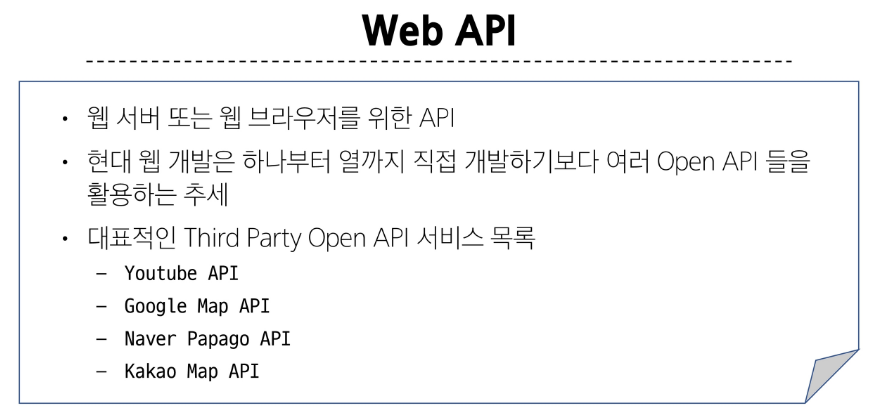 Web API
• 웹 서버 또는 웹 브라우저를 위한 API
• 현대 웹 개발은 하나부터 열까지 직접 개발하기보다 여러 Open API 들을
활용하는 추세
• 대표적인 Third Party Open API 서비스 목록
– Youtube API
– Google Map API
– Naver Papago API
– Kakao Map API